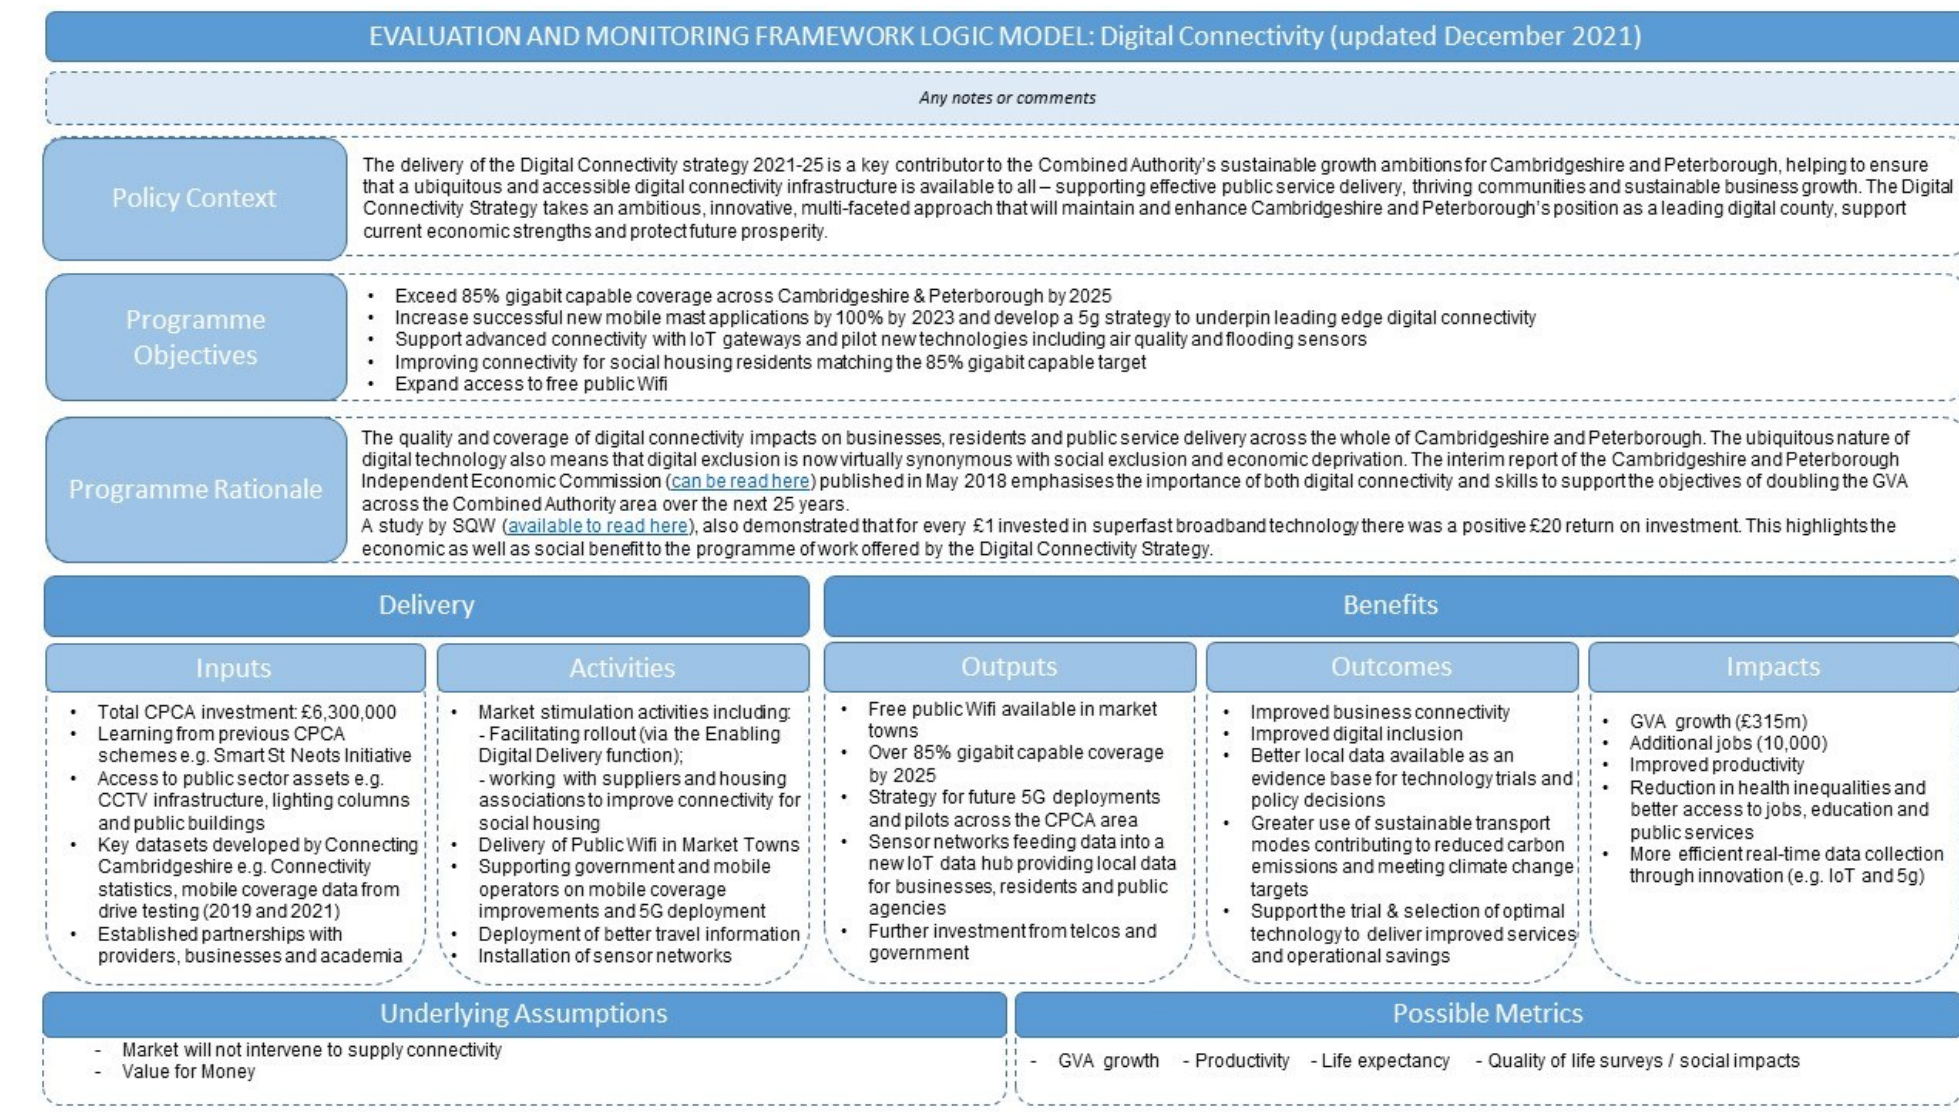 EVALUATION AND MONITORING FRAMEWORK LOGIC MODEL: Digital Connectivity (updated December 2021)
Any notes or comments
Policy Context
The delivery of the Digital Connectivity strategy 2021-25 is a key contributor to the Combined Authority's sustainable growth ambitions for Cambridgeshire and Peterborough, helping to ensure
that a ubiquitous and accessible digital connectivity infrastructure is available to all – supporting effective public service delivery, thriving communities and sustainable business growth. The Digital
Connectivity Strategy takes an ambitious, innovative, multi-faceted approach that will maintain and enhance Cambridgeshire and Peterborough's position as a leading digital county, support
current economic strengths and protect future prosperity.
Programme
Objectives
• Exceed 85% gigabit capable coverage across Cambridgeshire & Peterborough by 2025
• Increase successful new mobile mast applications by 100% by 2023 and develop a 5g strategy to underpin leading edge digital connectivity
• Support advanced connectivity with IoT gateways and pilot new technologies including air quality and flooding sensors
• Improving connectivity for social housing residents matching the 85% gigabit capable target
• Expand access to free public Wifi
Programme Rationale
The quality and coverage of digital connectivity impacts on businesses, residents and public service delivery across the whole of Cambridgeshire and Peterborough. The ubiquitous nature of
digital technology also means that digital exclusion is now virtually synonymous with social exclusion and economic deprivation. The interim report of the Cambridgeshire and Peterborough
Independent Economic Commission (can be read here) published in May 2018 emphasises the importance of both digital connectivity and skills to support the objectives of doubling the GVA
across the Combined Authority area over the next 25 years.
A study by SQW (available to read here), also demonstrated that for every £1 invested in superfast broadband technology there was a positive £20 return on investment. This highlights the
economic as well as social benefit to the programme of work offered by the Digital Connectivity Strategy.
Delivery
Benefits
Inputs
• Total CPCA investment: £6,300,000
• Learning from previous CPCA
schemes e.g. Smart St Neots Initiative
• Access to public sector assets e.g.
CCTV infrastructure, lighting columns
and public buildings
• Key datasets developed by Connecting
Cambridgeshire e.g. Connectivity
statistics, mobile coverage data from
drive testing (2019 and 2021)
• Established partnerships with
providers, businesses and academia
Activities
• Market stimulation activities including:
- Facilitating rollout (via the Enabling
Digital Delivery function);
- working with suppliers and housing
associations to improve connectivity for
social housing
• Delivery of Public Wifi in Market Towns
• Supporting government and mobile
operators on mobile coverage
improvements and 5G deployment
• Deployment of better travel information
• Installation of sensor networks
Outputs
• Free public Wifi available in market
towns
• Over 85% gigabit capable coverage
by 2025
• Strategy for future 5G deployments
and pilots across the CPCA area
• Sensor networks feeding data into a
new IoT data hub providing local data
for businesses, residents and public
agencies
• Further investment from telcos and
government
Outcomes
• Improved business connectivity
• Improved digital inclusion
• Better local data available as an
evidence base for technology trials and
policy decisions
• Greater use of sustainable transport
modes contributing to reduced carbon
emissions and meeting climate change
targets
• Support the trial & selection of optimal
technology to deliver improved services
and operational savings
Impacts
• GVA growth (£315m)
• Additional jobs (10,000)
• Improved productivity
• Reduction in health inequalities and
better access to jobs, education and
public services
• More efficient real-time data collection
through innovation (e.g. IoT and 5g)
Underlying Assumptions
- Market will not intervene to supply connectivity
- Value for Money
Possible Metrics
- GVA growth - Productivity - Life expectancy - Quality of life surveys / social impacts